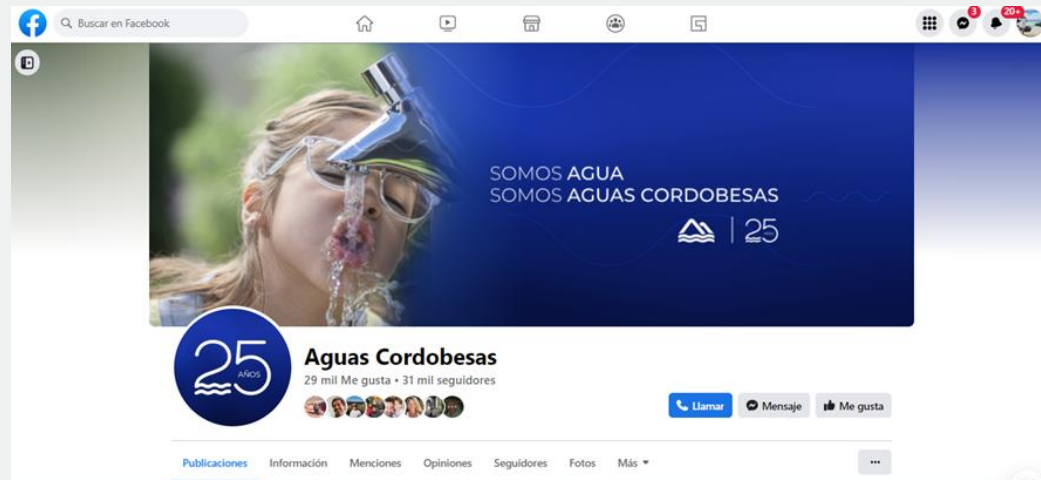 Buscar en Facebook
3
20+
SOMOS AGUA
SOMOS AGUAS CORDOBESAS
25
25
AÑOS
Aguas Cordobesas
29 mil Me gusta • 31 mil seguidores
Llamar
Mensaje
Me gusta
Publicaciones
Información
Menciones
Opiniones
Seguidores
Fotos
Más